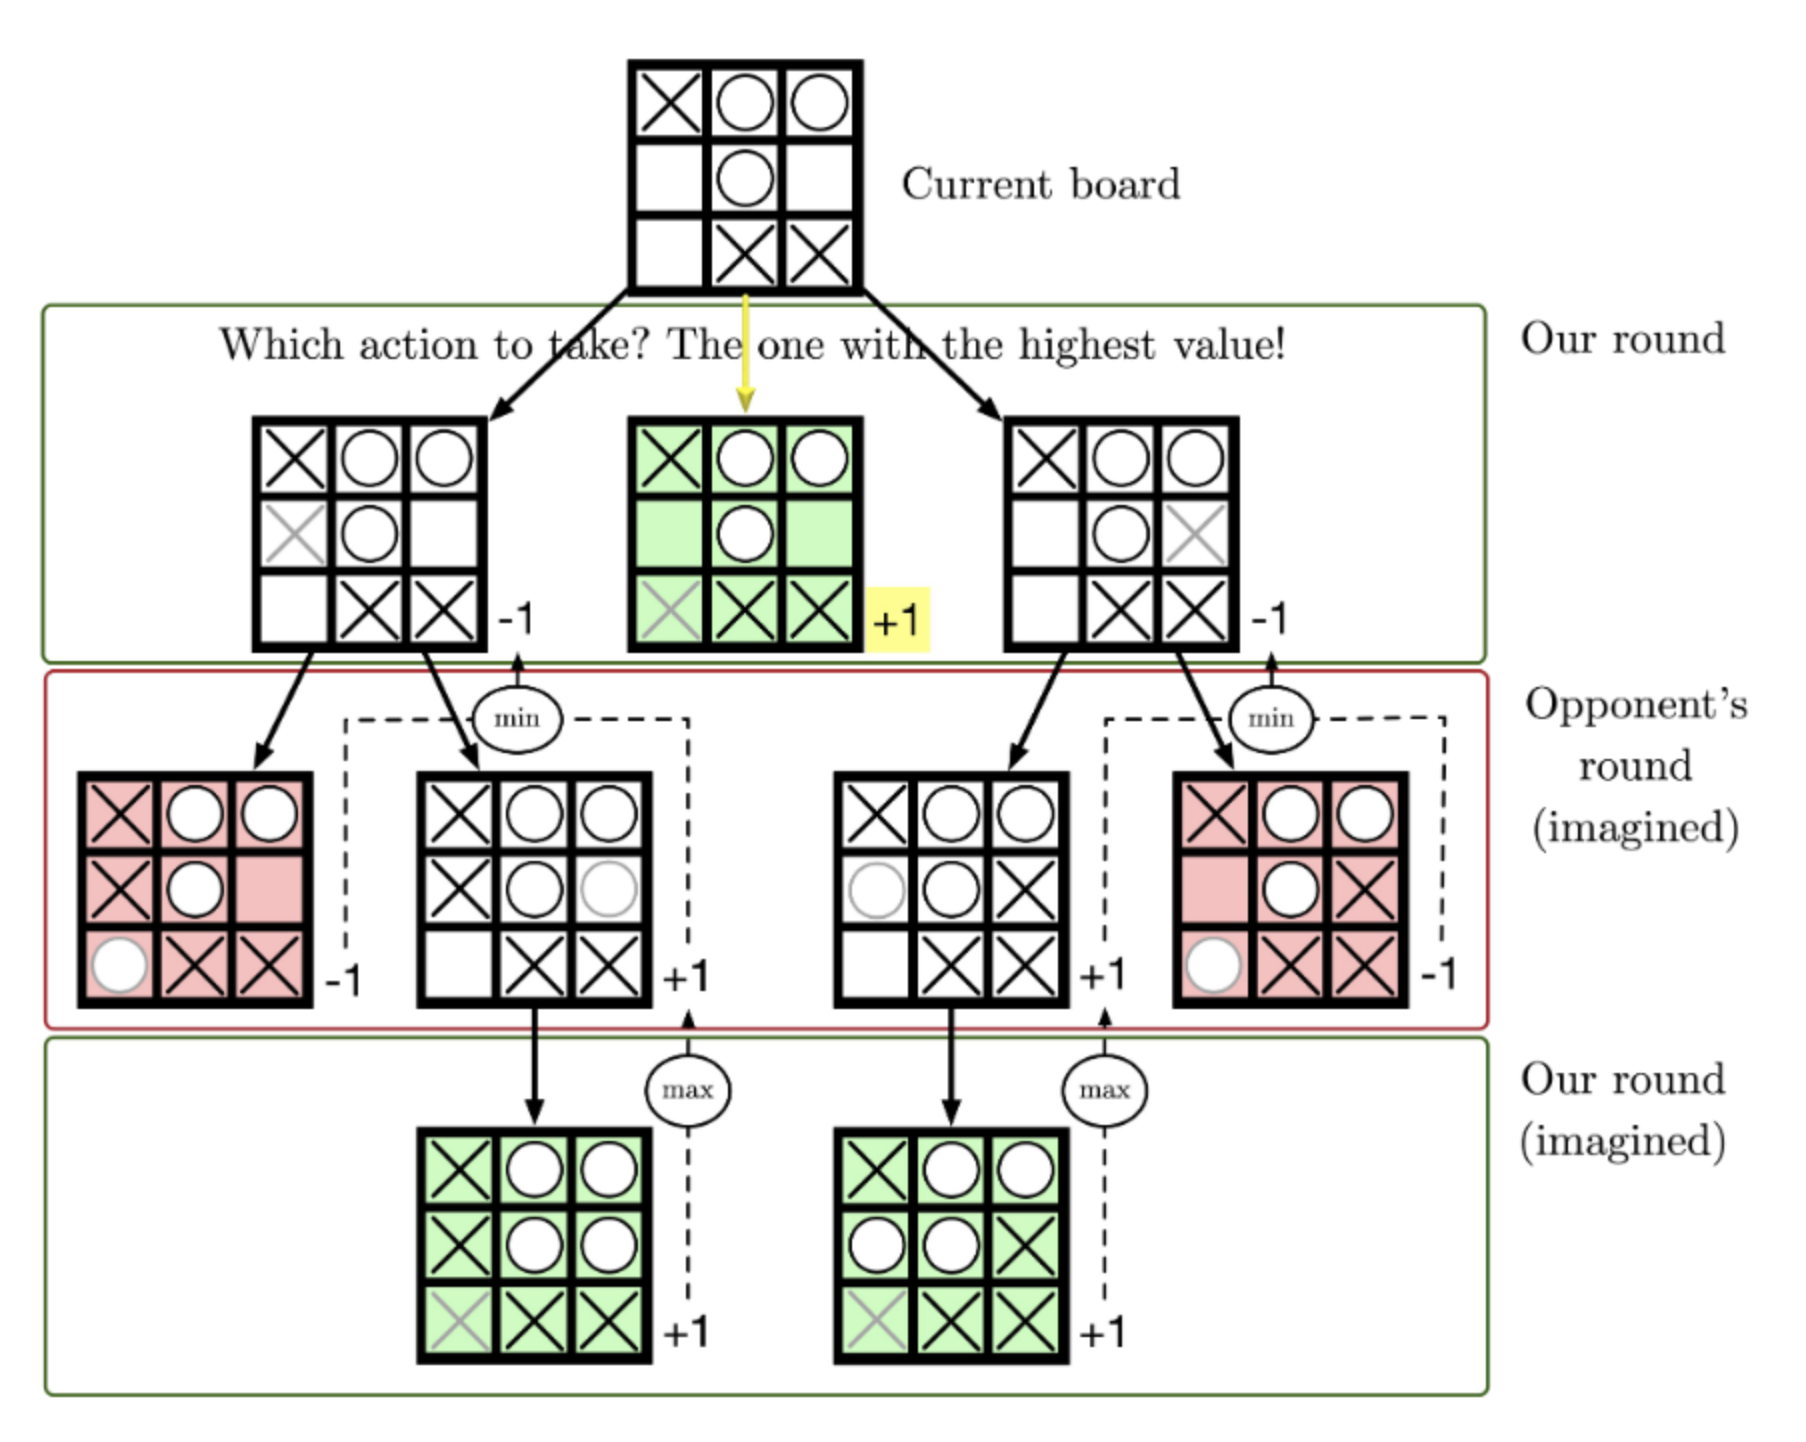 Current board
Which action to take? The one with the highest value!
Our round
-1
+1
-1
min
min
Opponent's
round
(imagined)
-1
+1
+1
-1
max
max
Our round
(imagined)
+1
+1